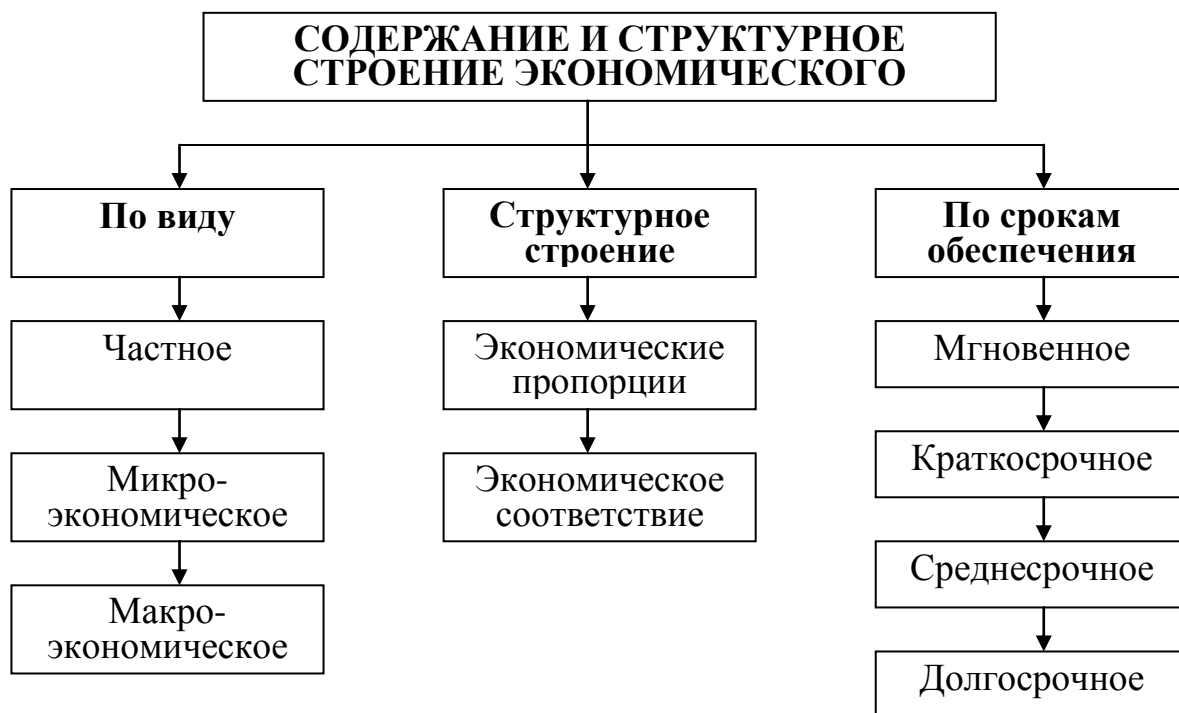 СОДЕРЖАНИЕ И СТРУКТУРНОЕ
СТРОЕНИЕ ЭКОНОМИЧЕСКОГО
По виду
Частное
Микро-
экономическое
Макро-
экономическое
Структурное
строение
Экономические
пропорции
Экономическое
соответствие
По срокам
обеспечения
Мгновенное
Краткосрочное
Среднесрочное
Долгосрочное